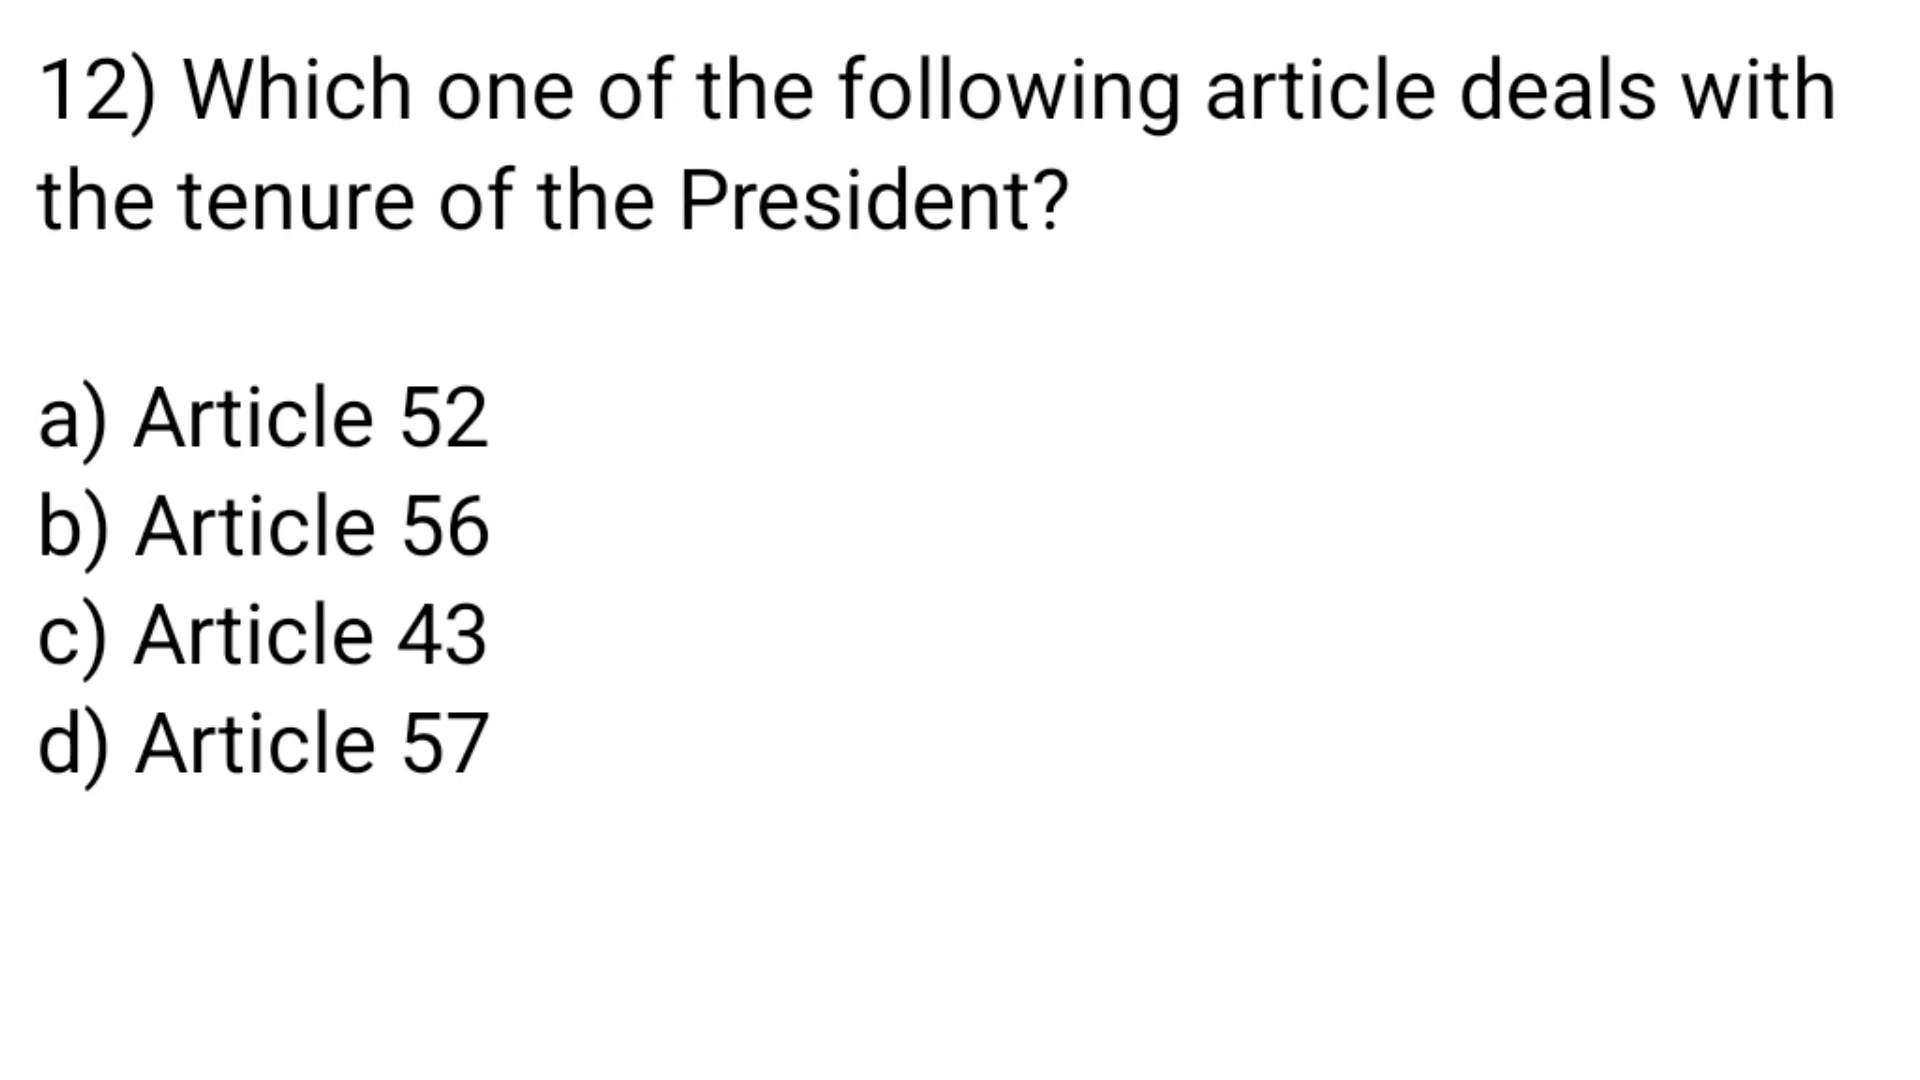 12) Which one of the following article deals with
the tenure of the President?
a) Article 52
b) Article 56
c) Article 43
d) Article 57